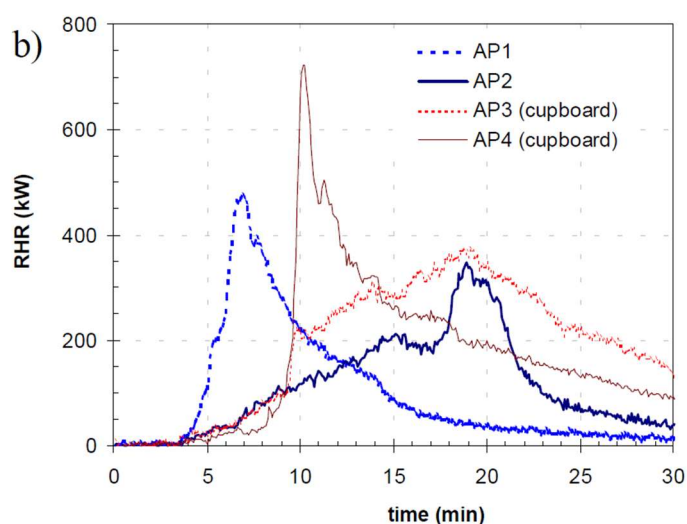 b)
800
600
400
200
0
RHR (kW)
AP1
AP2
AP3 (cupboard)
AP4 (cupboard)
0 5 10 15 20 25 30
time (min)